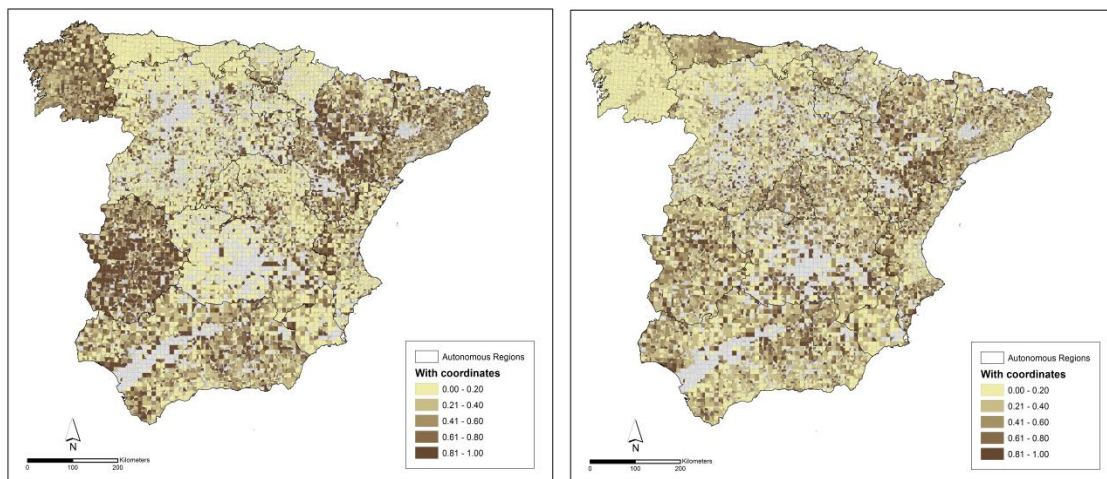 Autonomous Regions
With coordinates
0.00 - 0.20
0.21 - 0.40
0.41 - 0.60
0.61 - 0.80
0.81 - 1.00
N
Kilometers
0 100 200
Autonomous Regions
With coordinates
0.00 - 0.20
0.21 - 0.40
0.41 - 0.60
0.61 - 0.80
0.81 - 1.00
N
Kilometers
0 100 200